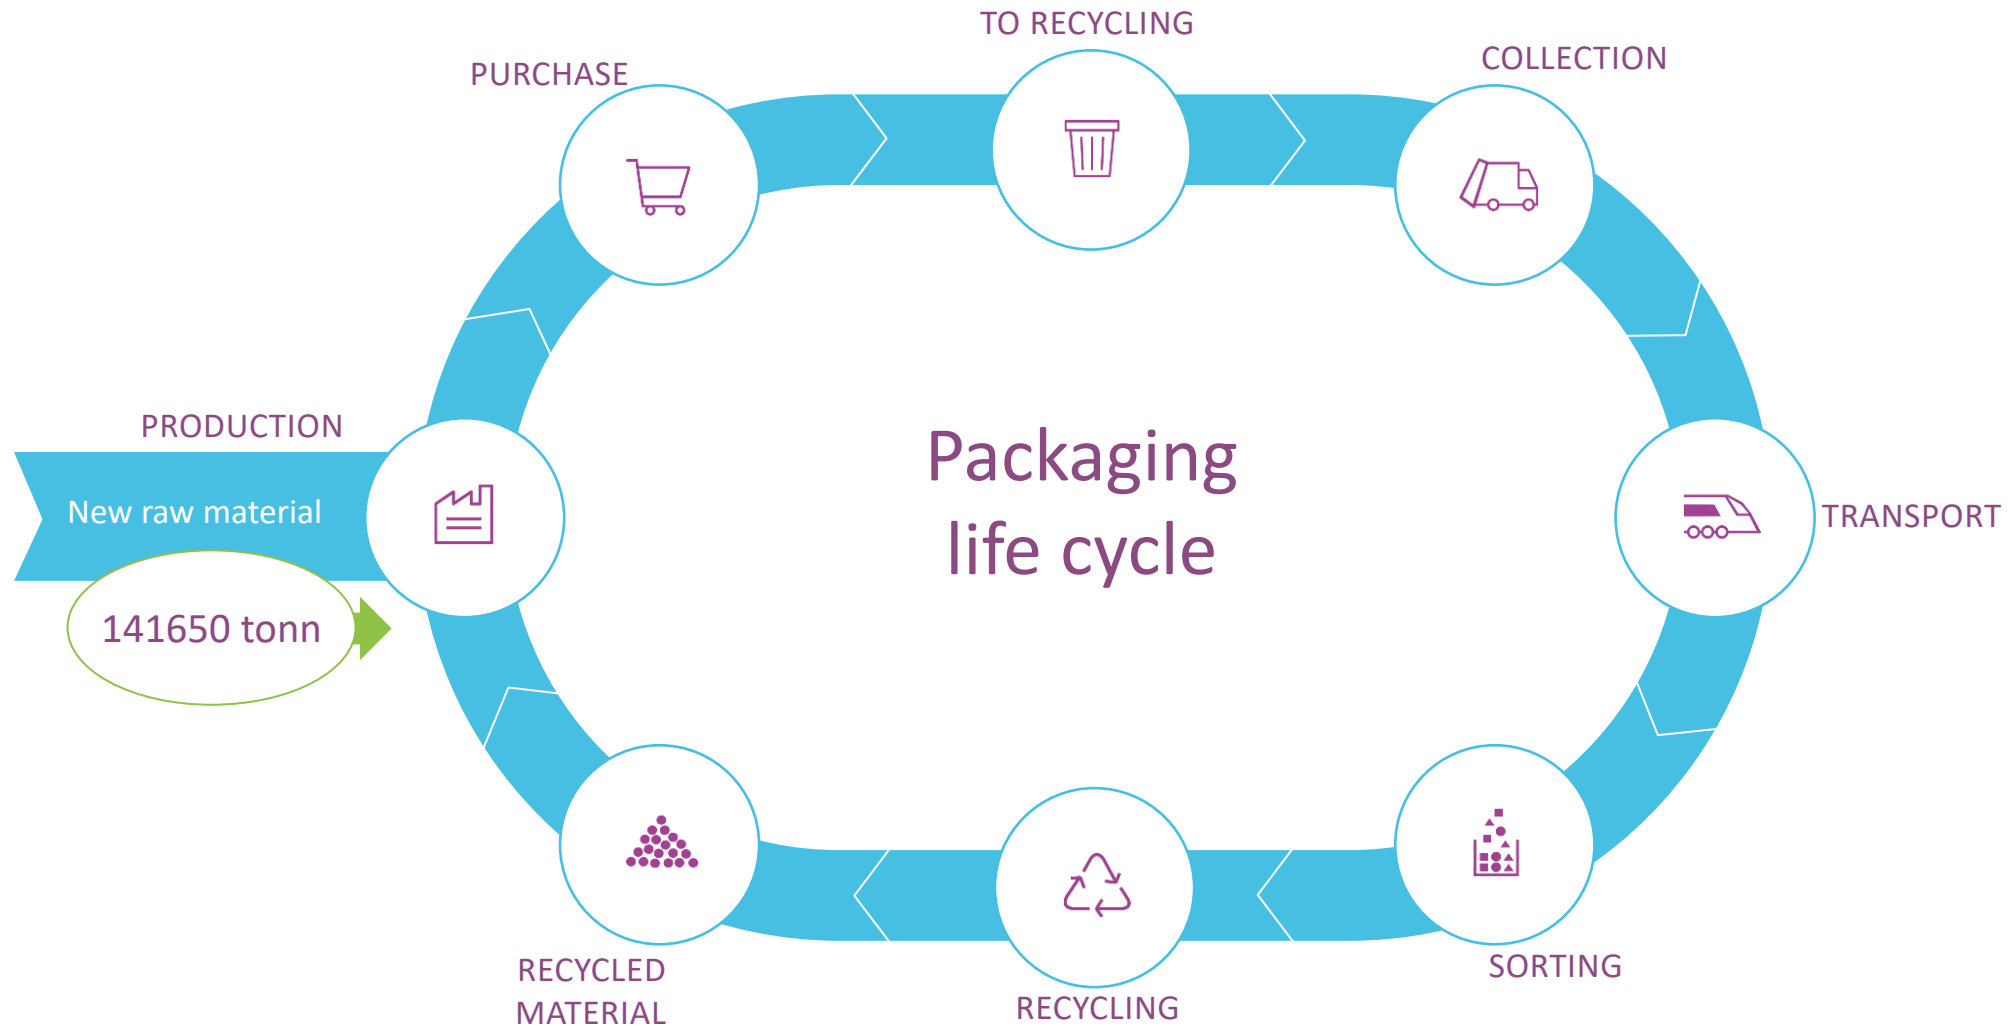 TO RECYCLING
PURCHASE
COLLECTION
PRODUCTION
New raw material
141650 tonn
Packaging
life cycle
TRANSPORT
RECYCLED
MATERIAL
RECYCLING
SORTING